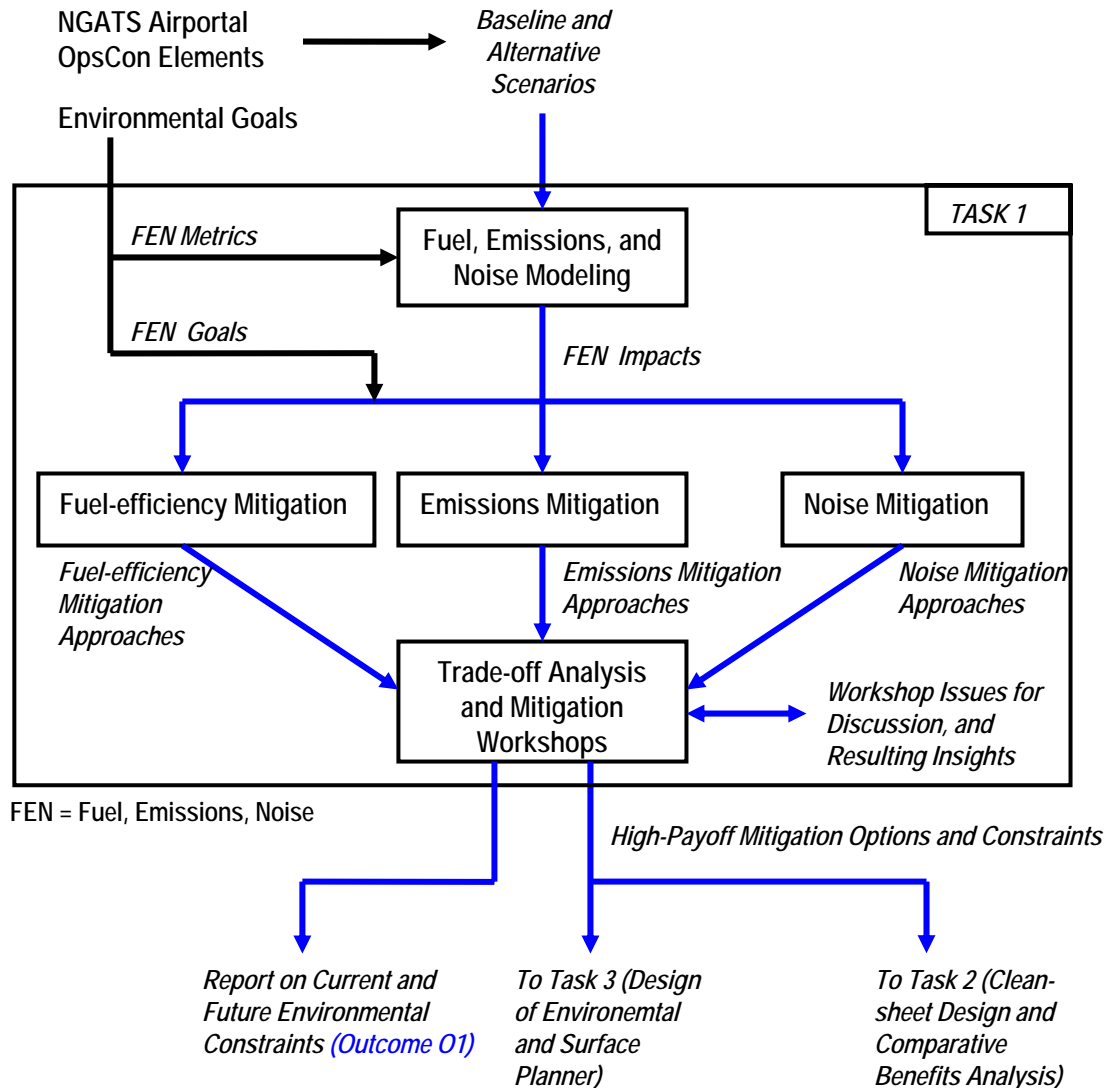 NGATS Airportal
OpsCon Elements
Baseline and
Alternative
Scenarios
Environmental Goals
TASK 1
FEN Metrics
Fuel, Emissions, and
Noise Modeling
FEN Goals
FEN Impacts
Fuel-efficiency Mitigation
Emissions Mitigation
Noise Mitigation
Fuel-efficiency
Mitigation
Approaches
Emissions Mitigation
Approaches
Noise Mitigation
Approaches
Trade-off Analysis
and Mitigation
Workshops
Workshop Issues for
Discussion, and
Resulting Insights
FEN = Fuel, Emissions, Noise
High-Payoff Mitigation Options and Constraints
Report on Current and
Future Environmental
Constraints (Outcome O1)
To Task 3 (Design
of Environemtal
and Surface
Planner)
To Task 2 (Clean-
sheet Design and
Comparative
Benefits Analysis)